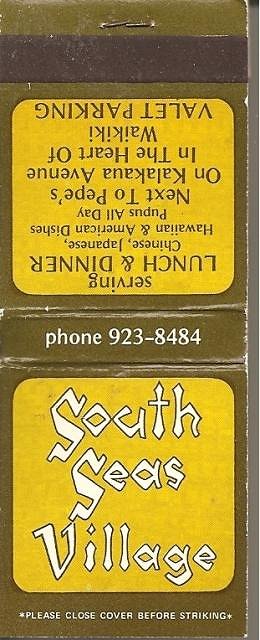 serving
LUNCH & DINNER
Chinese, Japanese,
Hawaiian & American Dishes
Pupus All Day
Next To Pepe's
On Kalakaua Avenue
In The Heart Of
Waikiki
VALET PARKING
phone 923-8484
South
Seas
Village
*PLEASE CLOSE COVER BEFORE STRIKING*